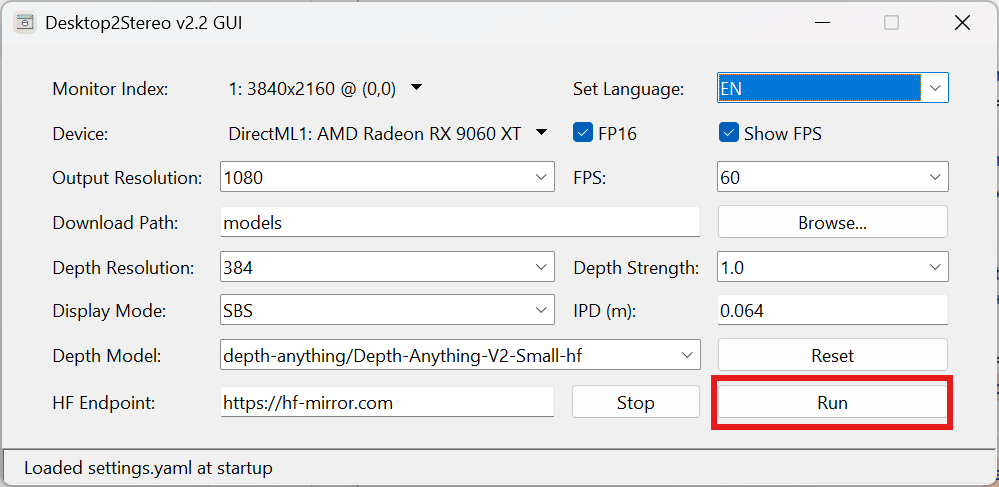 Desktop2Stereo v2.2 GUI
Monitor Index: 1: 3840x2160 @ (0,0) Set Language: EN
Device: DirectML1: AMD Radeon RX 9060 XT FP16 Show FPS
Output Resolution: 1080 FPS: 60
Download Path: models Browse...
Depth Resolution: 384 Depth Strength: 1.0
Display Mode: SBS IPD (m): 0.064
Depth Model: depth-anything/Depth-Anything-V2-Small-hf Reset
HF Endpoint: https://hf-mirror.com Stop Run
Loaded settings.yaml at startup